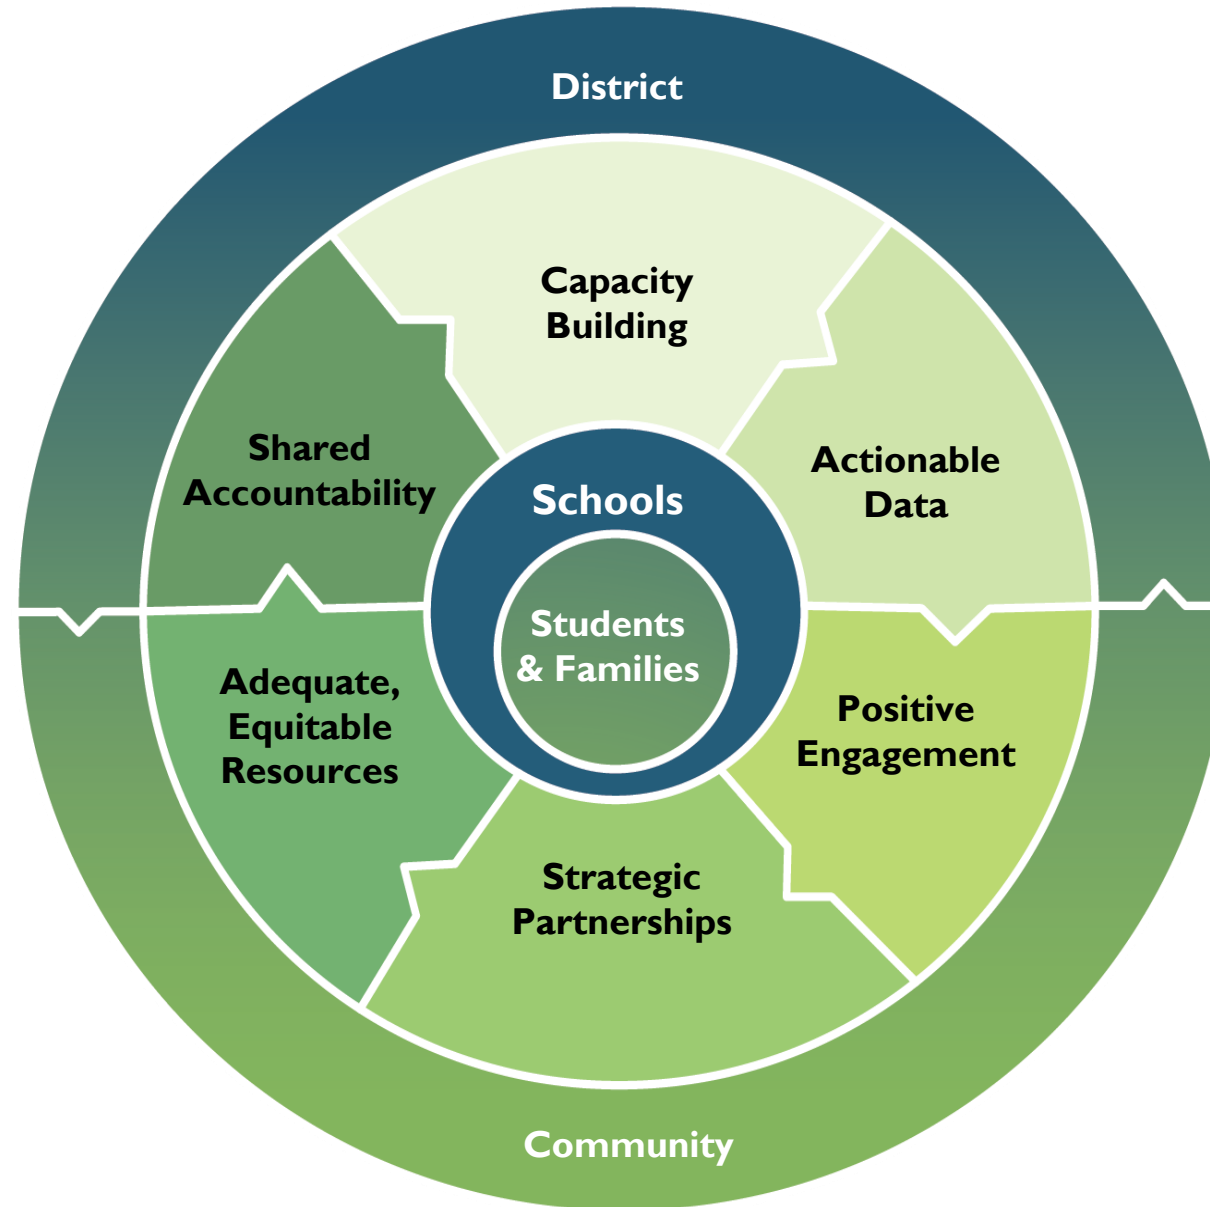 District
Capacity
Building
Shared
Accountability
Actionable
Data
Schools
Students
& Families
Adequate,
Equitable
Resources
Positive
Engagement
Strategic
Partnerships
Community